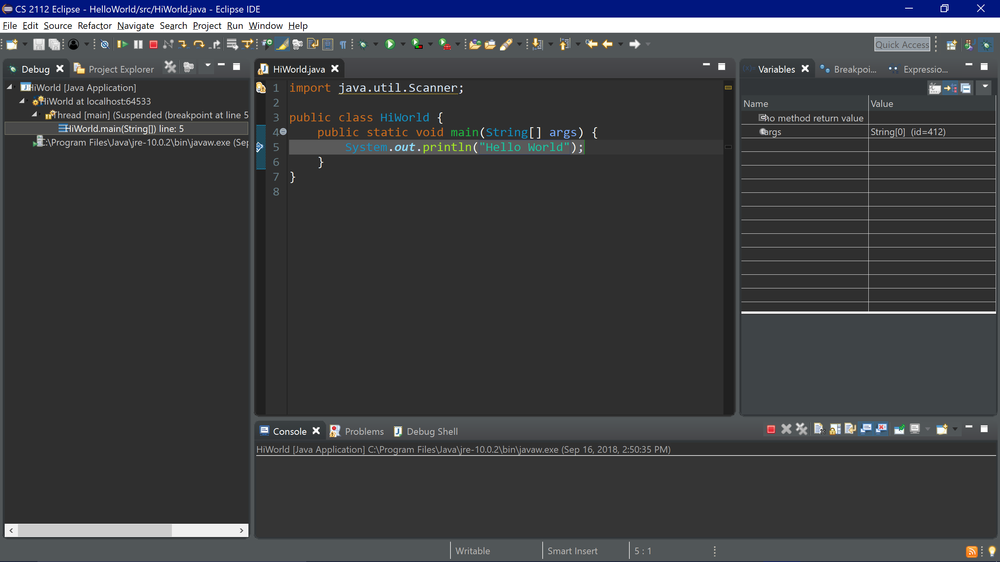 CS 2112 Eclipse - HelloWorld/src/HiWorld.java - Eclipse IDE
File Edit Source Refactor Navigate Search Project Run Window Help
Quick Access
Debug Project Explorer
HiWorld [Java Application]
HiWorld at localhost:64533
Thread [main] (Suspended (breakpoint at line 5
HiWorld.main(String[]) line: 5
C:\Program Files\Java\jre-10.0.2\bin\javaw.exe (Sep
HiWorld.java
1 import java.util.Scanner;
2
3 public class HiWorld {
4 public static void main(String[] args) {
5 System.out.println("Hello World");
6 }
7 }
8
(x)= Variables Breakpoi... Expressio...
Name Value
no method return value
args String[0] (id=412)
Console Problems Debug Shell
HiWorld [Java Application] C:\Program Files\Java\jre-10.0.2\bin\javaw.exe (Sep 16, 2018, 2:50:35 PM)
Writable Smart Insert 5 : 1